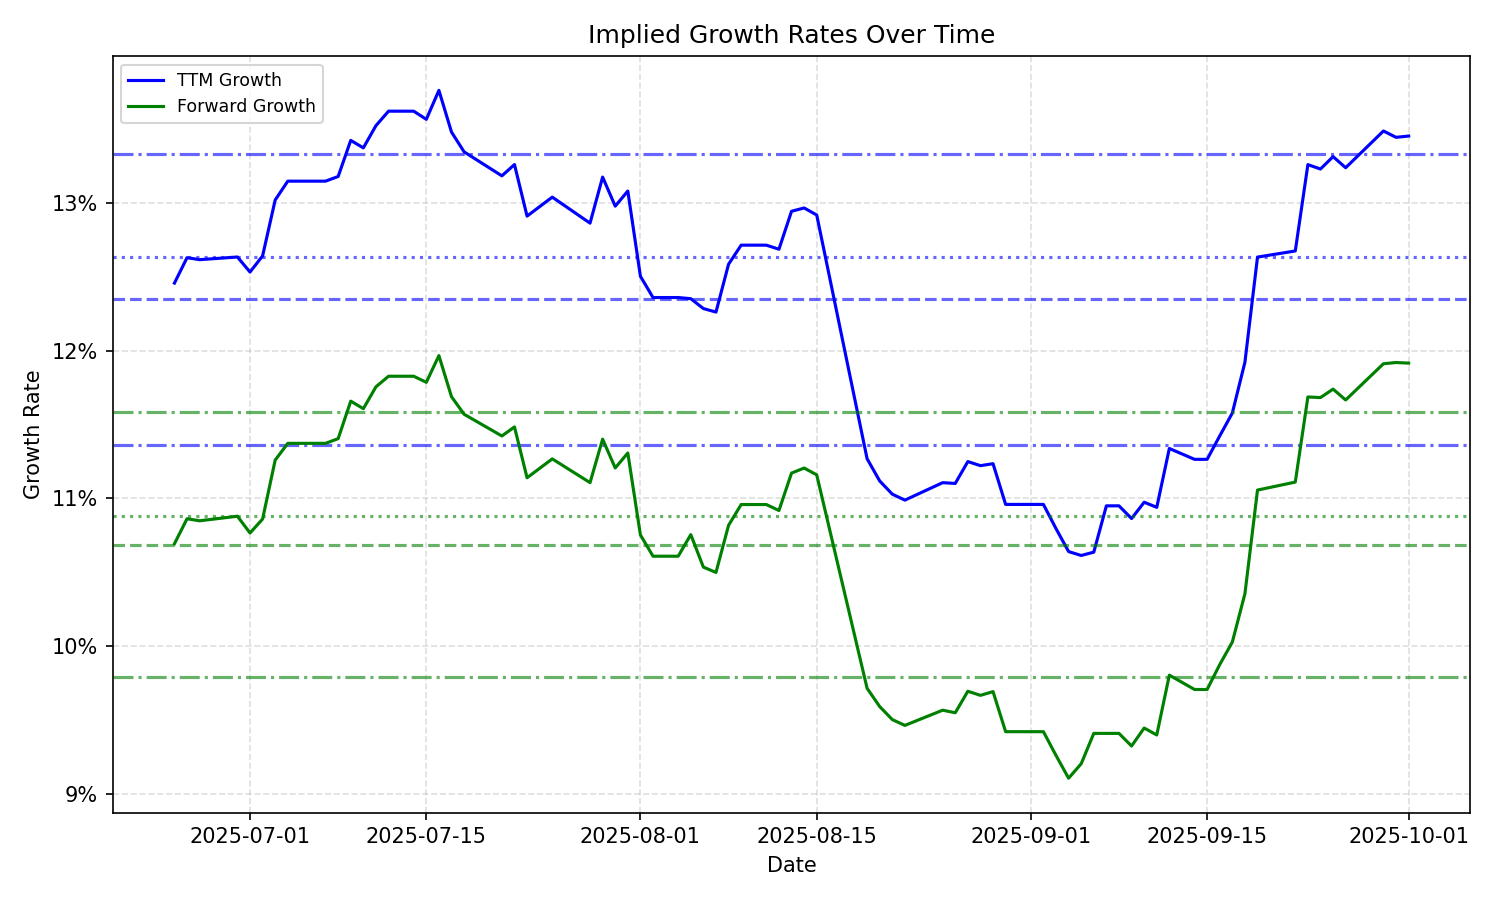 Implied Growth Rates Over Time
TTM Growth
Forward Growth
Growth Rate
13%
12%
11%
10%
9%
2025-07-01
2025-07-15
2025-08-01
2025-08-15
2025-09-01
2025-09-15
2025-10-01
Date